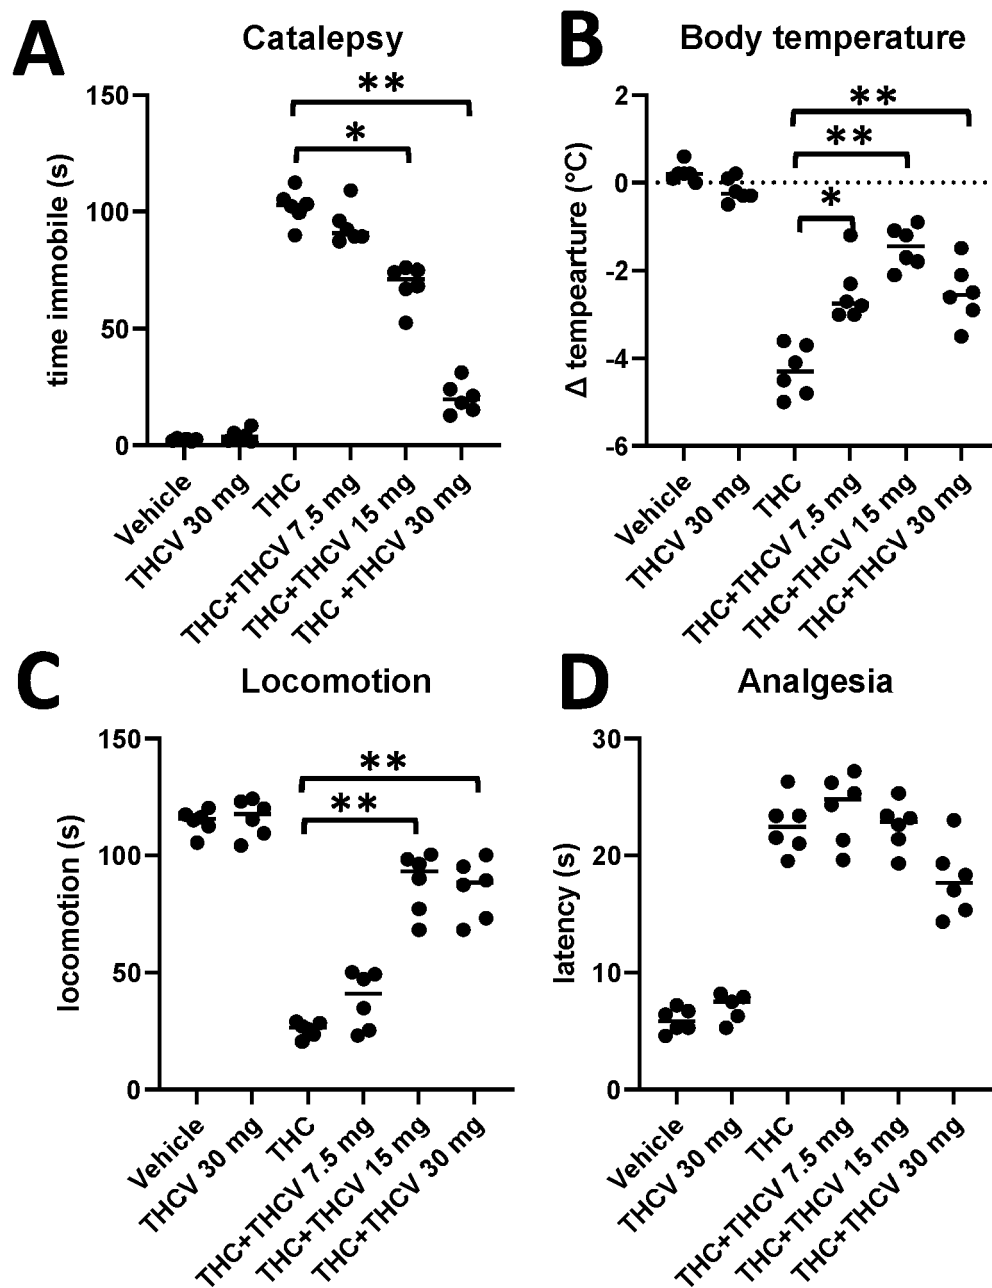 A
Catalepsy
**
*
time immobile (s)
150
100
50
0
Vehicle
THCV 30 mg
THC
THC+THCV 7.5 mg
THC+THCV 15 mg
THC +THCV 30 mg
B
Body temperature
**
**
*
Δ tempearture (°C)
2
0
-2
-4
-6
Vehicle
THCV 30 mg
THC
THC+THCV 7.5 mg
THC+THCV 15 mg
THC+THCV 30 mg
C
Locomotion
**
**
locomotion (s)
150
100
50
0
Vehicle
THCV 30 mg
THC
THC+THCV 7.5 mg
THC+THCV 15 mg
THC+THCV 30 mg
D
Analgesia
latency (s)
30
20
10
0
Vehicle
THCV 30 mg
THC
THC+THCV 7.5 mg
THC+THCV 15 mg
THC+THCV 30 mg